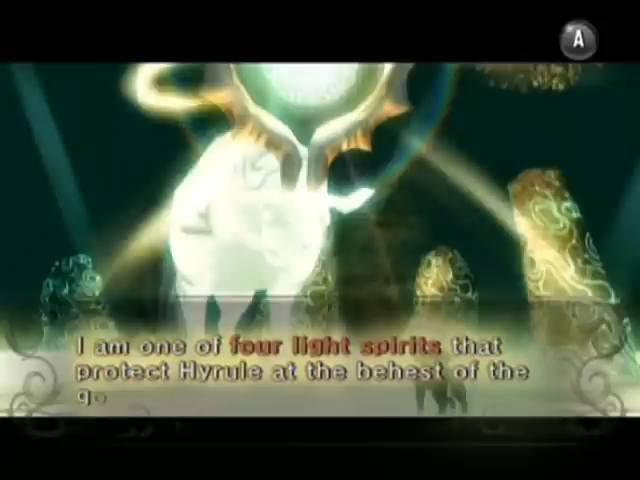 A
I am one of four light spirits that
protect Hyrule at the behest of the
g